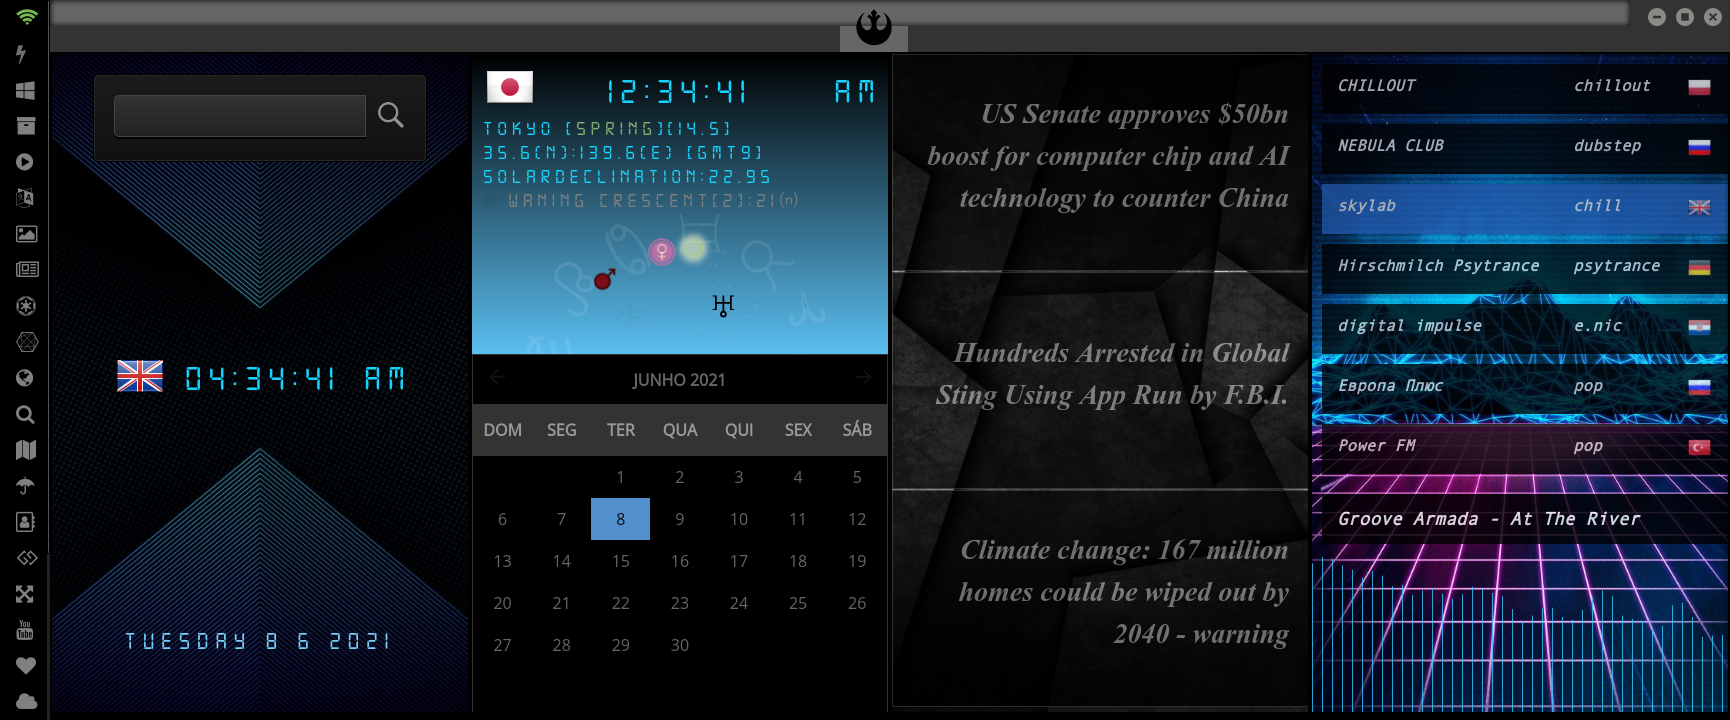 12:34:41 AM
TOKYO [SPRING][14.5]
35.6(N):139.6(E) [GMT9]
SOLARDECLINATION:22.95
WANING CRESCENT[2]:21(n)
04:34:41 AM
TUESDAY 8 6 2021
JUNHO 2021
DOM SEG TER QUA QUI SEX SÁB
1 2 3 4 5
6 7 8 9 10 11 12
13 14 15 16 17 18 19
20 21 22 23 24 25 26
27 28 29 30
US Senate approves $50bn
boost for computer chip and AI
technology to counter China
Hundreds Arrested in Global
Sting Using App Run by F.B.I.
Climate change: 167 million
homes could be wiped out by
2040 - warning
CHILLOUT chillout
NEBULA CLUB dubstep
skylab chill
Hirschmilch Psytrance psytrance
digital impulse e.nic
Европа Плюс pop
Power FM pop
Groove Armada - At The River
You
Tube